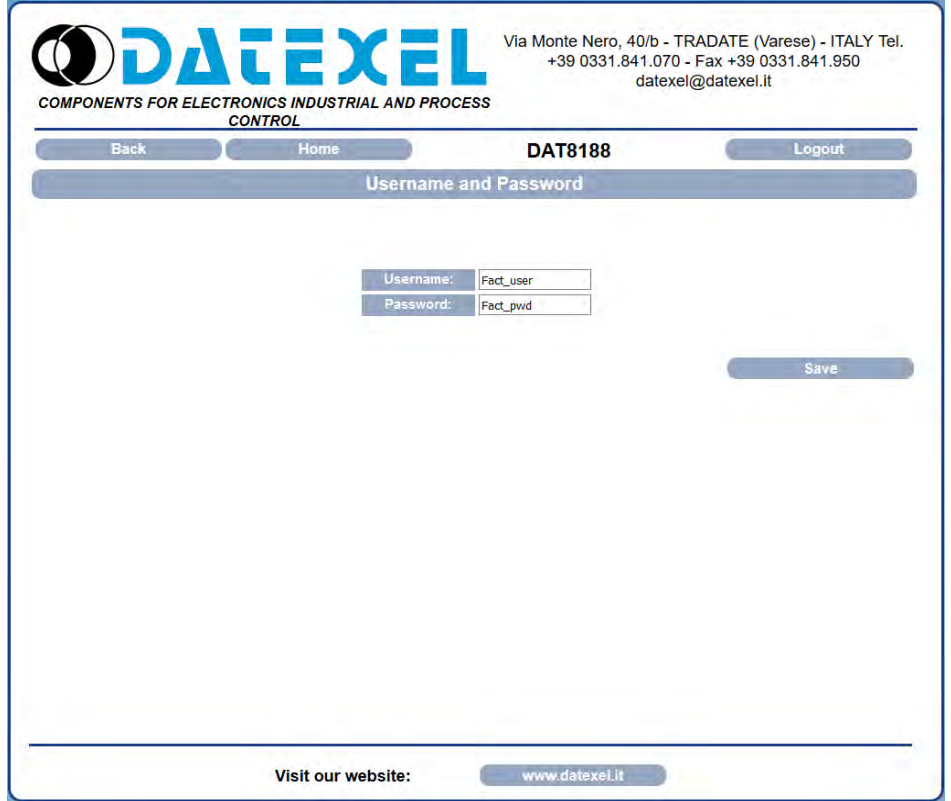 DATEXEL
COMPONENTS FOR ELECTRONICS INDUSTRIAL AND PROCESS
CONTROL
Via Monte Nero, 40/b - TRADATE (Varese) - ITALY Tel.
+39 0331.841.070 - Fax +39 0331.841.950
datexel@datexel.it
Back Home DAT8188 Logout
Username and Password
Username: Fact_user
Password: Fact_pwd
Save
Visit our website: www.datexel.it